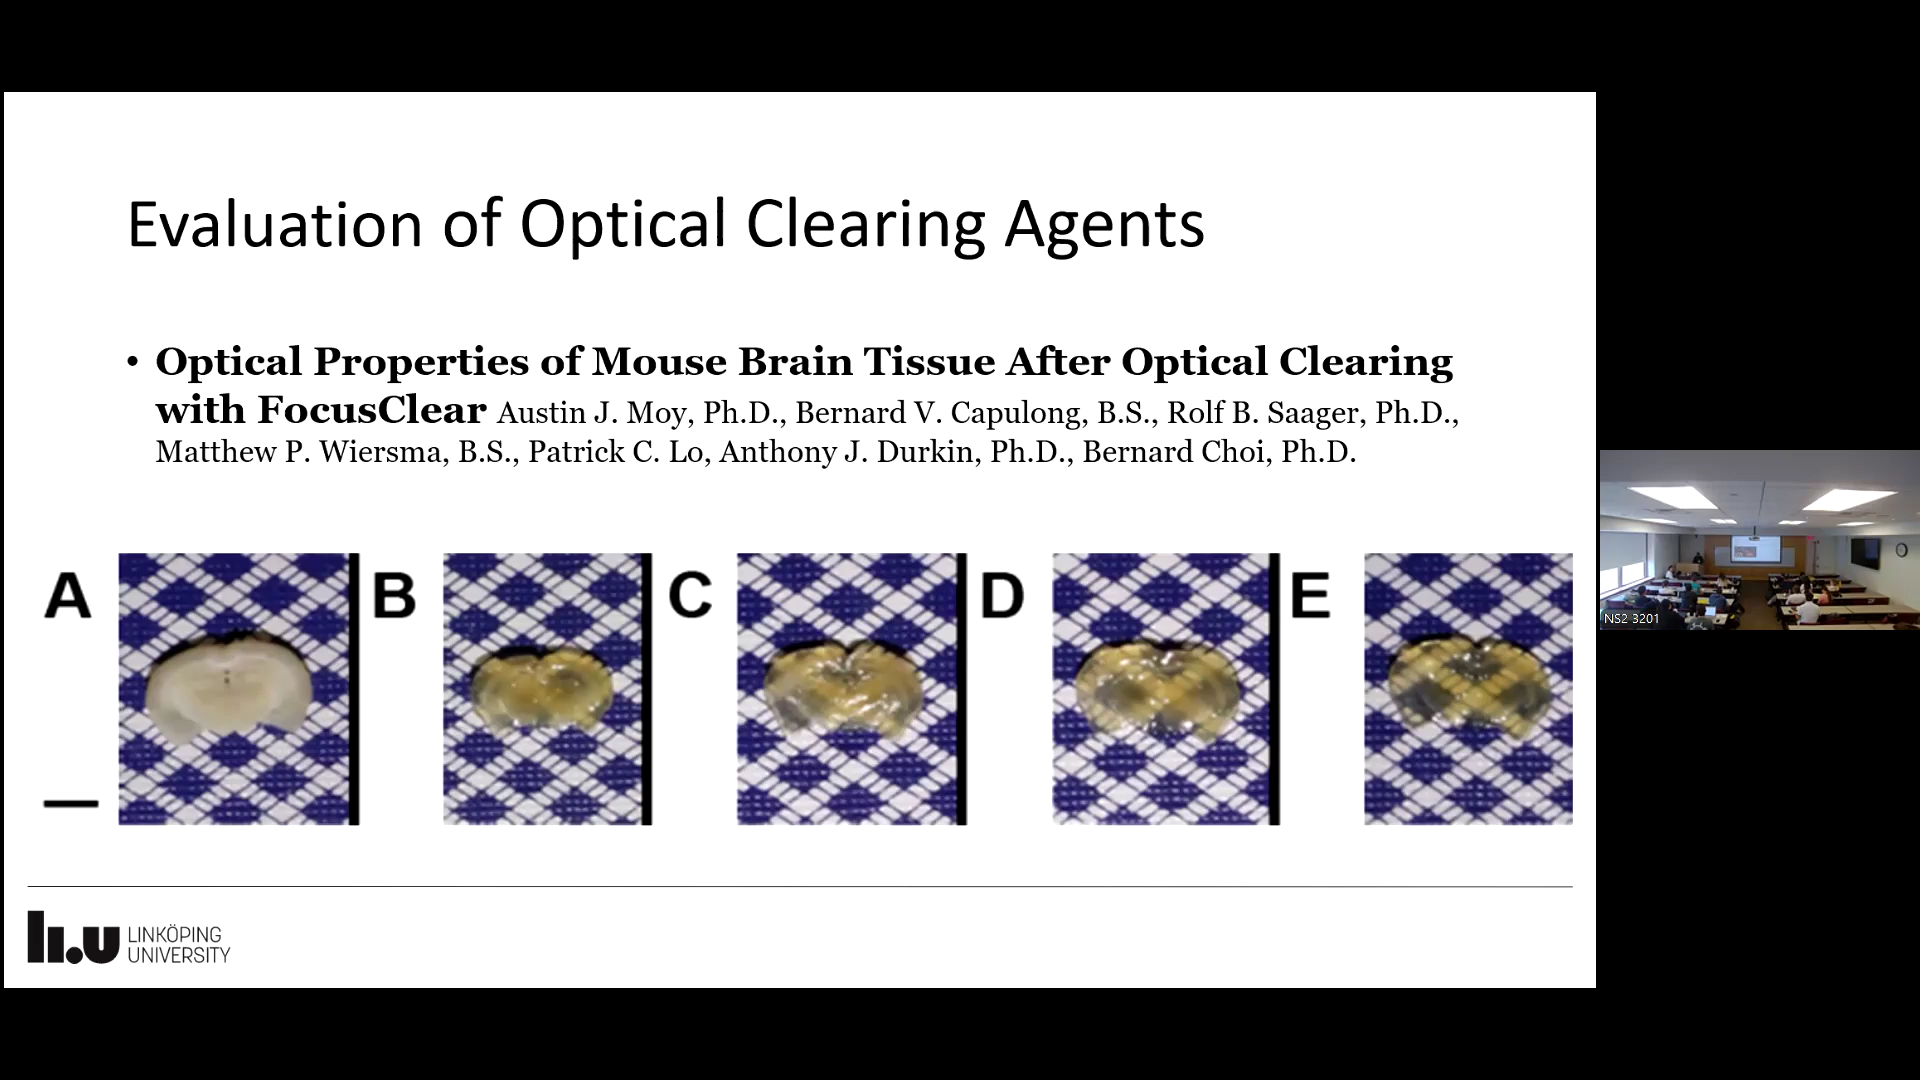 Evaluation of Optical Clearing Agents
• Optical Properties of Mouse Brain Tissue After Optical Clearing
with FocusClear Austin J. Moy, Ph.D., Bernard V. Capulong, B.S., Rolf B. Saager, Ph.D.,
Matthew P. Wiersma, B.S., Patrick C. Lo, Anthony J. Durkin, Ph.D., Bernard Choi, Ph.D.
A B C D E
li.u LINKÖPING
UNIVERSITY
NS2 3201